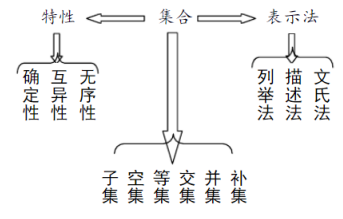 特性 集合 表示法
确定性 互异性 无序性
列举法 描述法 文氏法
子集 空集 等集 交集 并集 补集